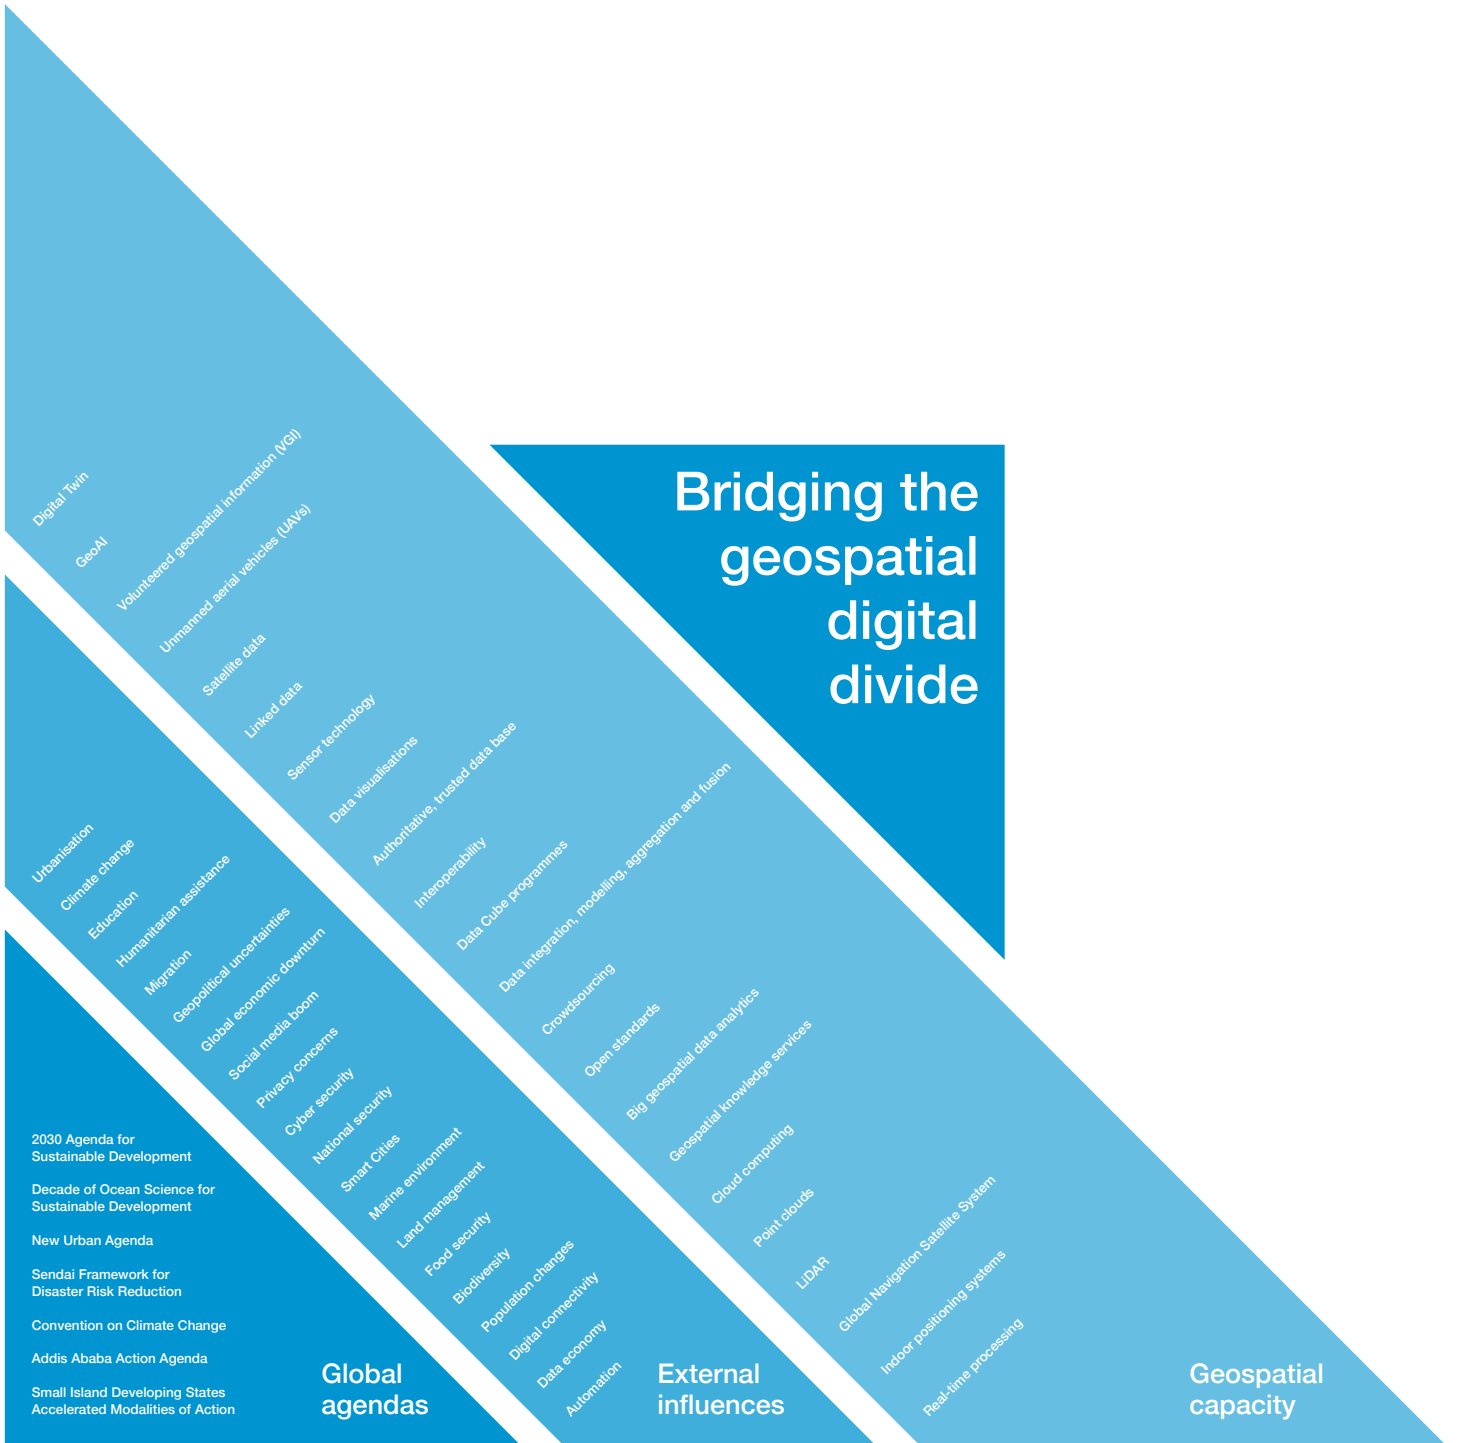 Bridging the
geospatial
digital
divide
Digital Twin
GeoAI
Volunteered geospatial information (VGI)
Unmanned aerial vehicles (UAVs)
Satellite data
Linked data
Sensor technology
Data visualisations
Authoritative, trusted data base
Interoperability
Data Cube programmes
Data integration, modelling, aggregation and fusion
Crowdsourcing
Open standards
Big geospatial data analytics
Geospatial knowledge services
Cloud computing
Point clouds
LiDAR
Global Navigation Satellite System
Indoor positioning systems
Real-time processing
Geospatial
capacity
Urbanisation
Climate change
Education
Humanitarian assistance
Migration
Geopolitical uncertainties
Global economic downturn
Social media boom
Privacy concerns
Cyber security
National security
Smart Cities
Marine environment
Land management
Food security
Biodiversity
Population changes
Digital connectivity
Data economy
Automation
External
influences
2030 Agenda for
Sustainable Development
Decade of Ocean Science for
Sustainable Development
New Urban Agenda
Sendai Framework for
Disaster Risk Reduction
Convention on Climate Change
Addis Ababa Action Agenda
Small Island Developing States
Accelerated Modalities of Action
Global
agendas